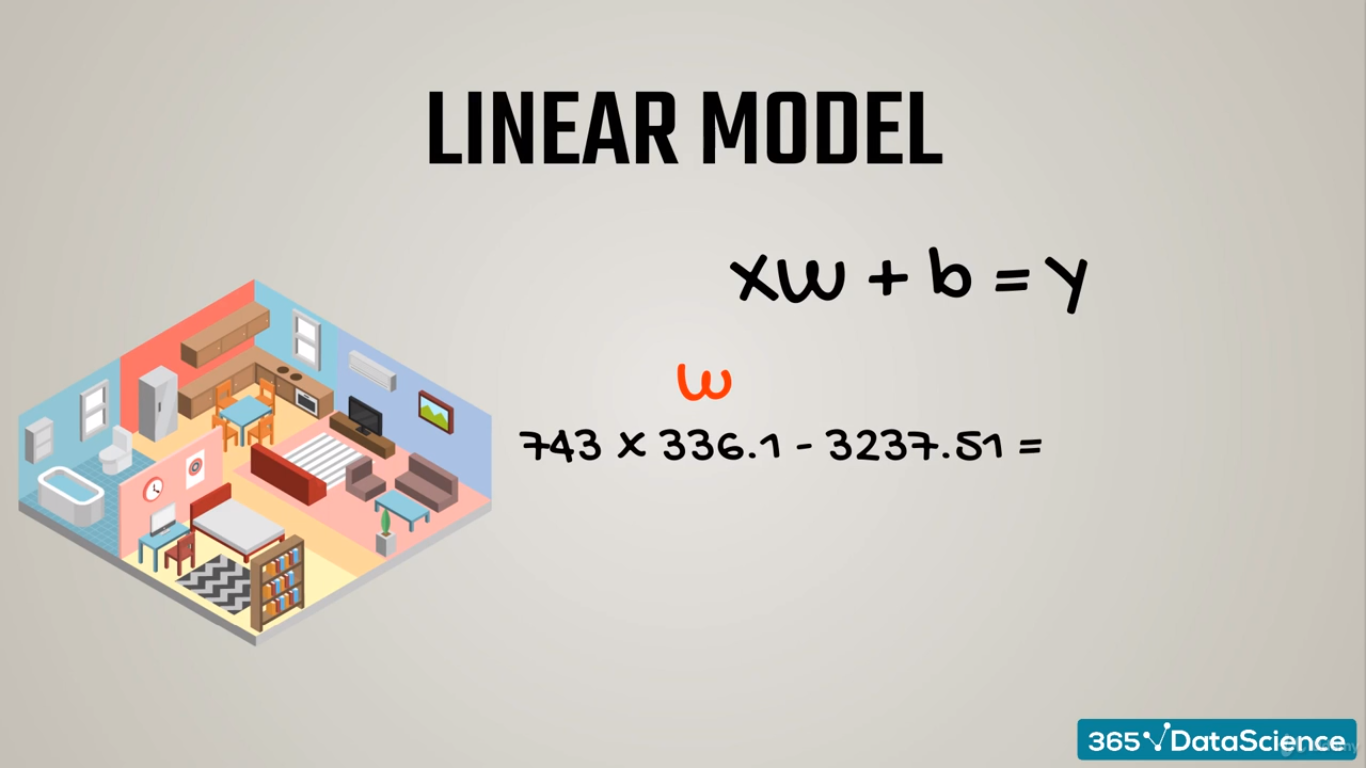 LINEAR MODEL
xw + b = y
w
743 x 336.1 - 3237.51 =
365 DataScience